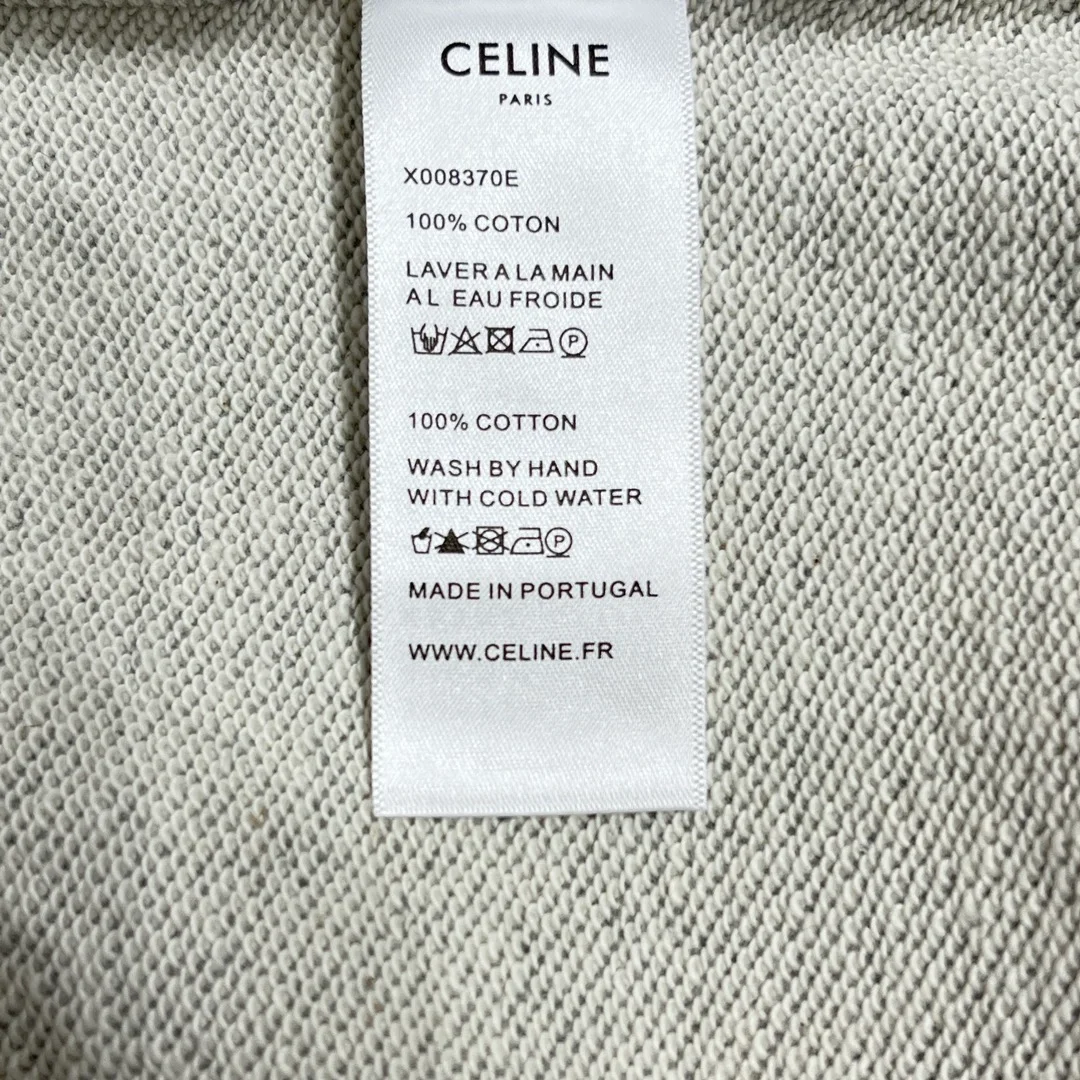 CELINE
PARIS
X008370E
100% COTON
LAVER A LA MAIN
A L EAU FROIDE
P
100% COTTON
WASH BY HAND
WITH COLD WATER
P
MADE IN PORTUGAL
WWW.CELINE.FR